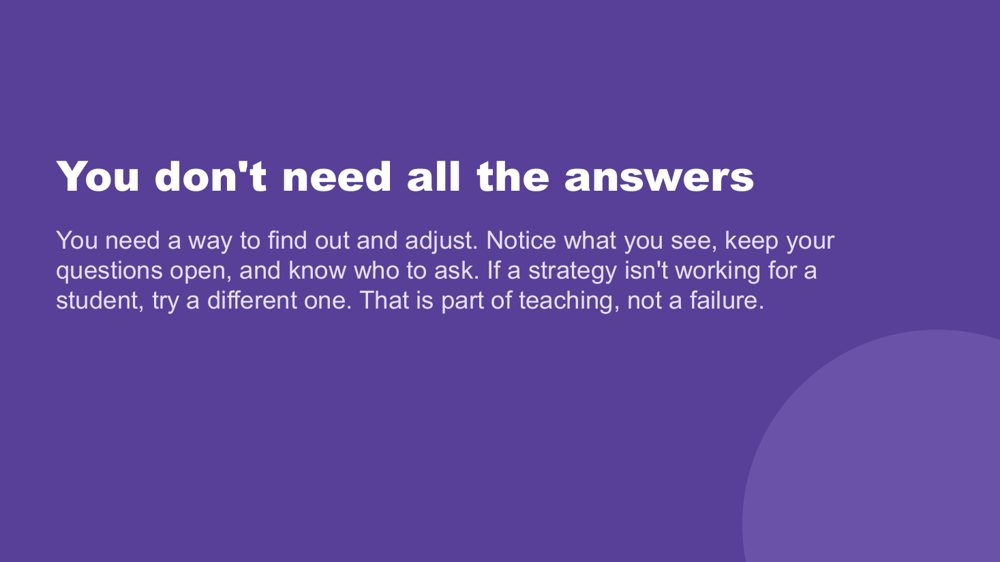 You don't need all the answers
You need a way to find out and adjust. Notice what you see, keep your
questions open, and know who to ask. If a strategy isn't working for a
student, try a different one. That is part of teaching, not a failure.